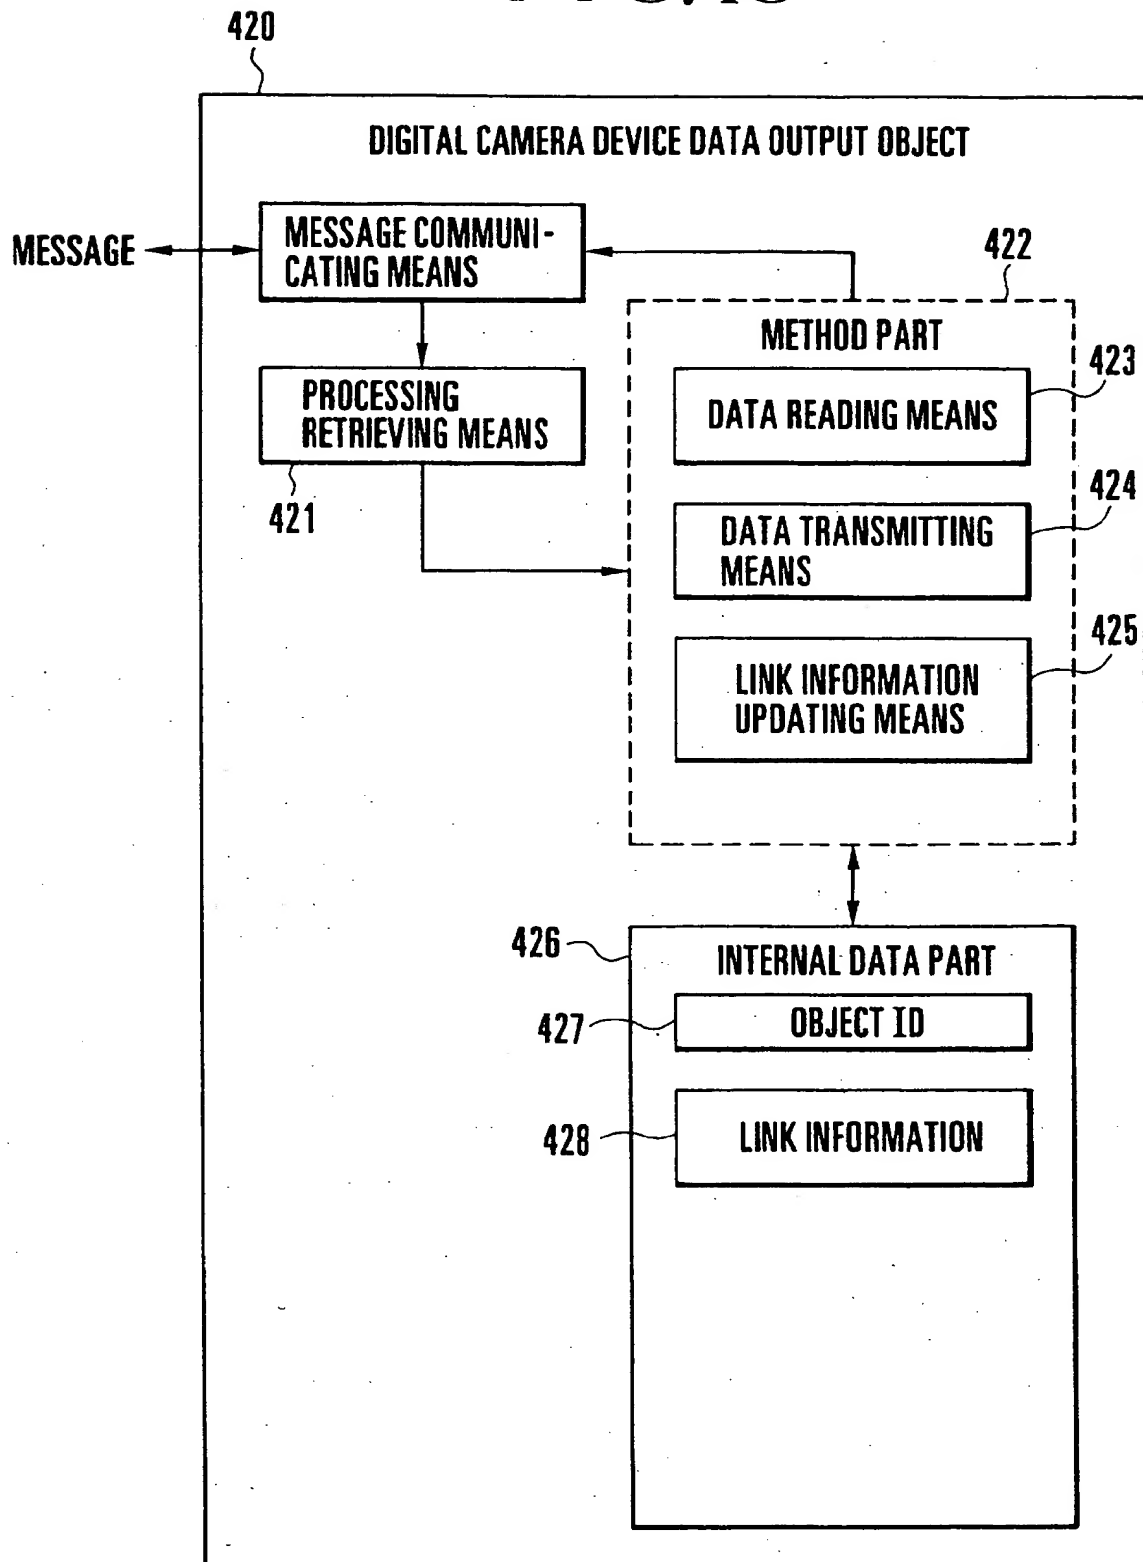 420
DIGITAL CAMERA DEVICE DATA OUTPUT OBJECT
MESSAGE
MESSAGE COMMUNI-
CATING MEANS
422
METHOD PART
423
PROCESSING
RETRIEVING MEANS
DATA READING MEANS
421
424
DATA TRANSMITTING
MEANS
425
LINK INFORMATION
UPDATING MEANS
426
INTERNAL DATA PART
427
OBJECT ID
428
LINK INFORMATION